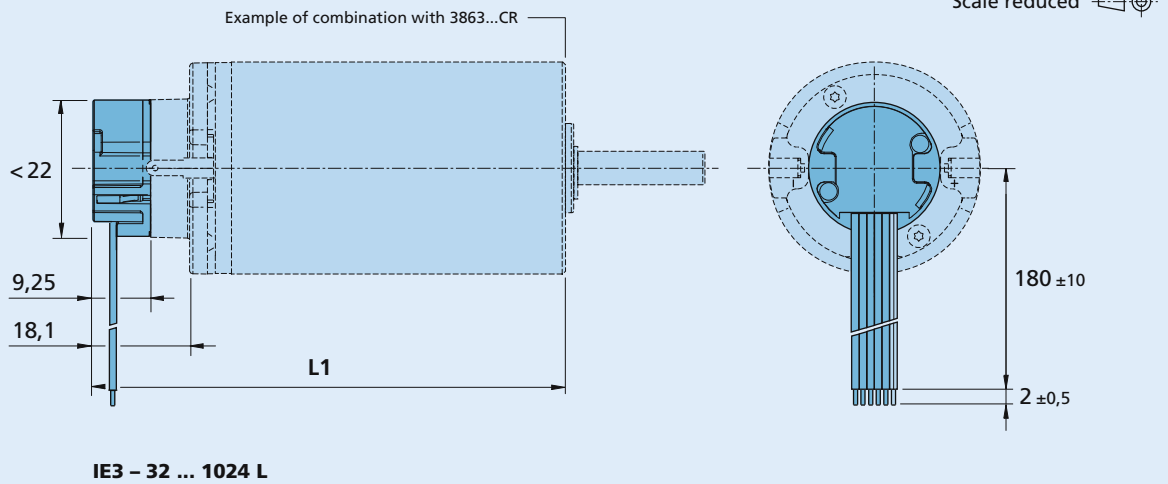 Scale reduced
Example of combination with 3863...CR
< 22
9,25
18,1
L1
180 ±10
2 ±0,5
IE3 – 32 ... 1024 L